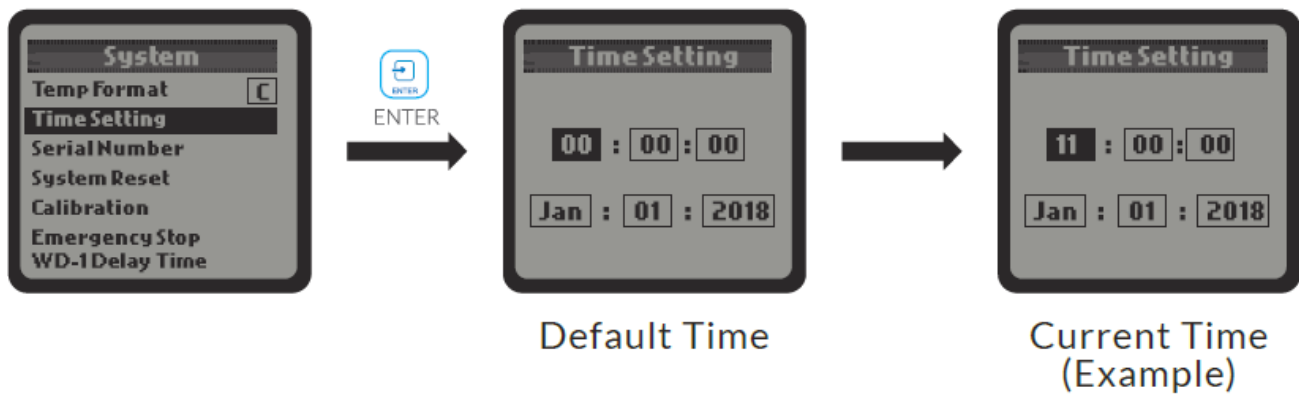 System
Temp Format C
Time Setting
Serial Number
System Reset
Calibration
Emergency Stop
WD-1 Delay Time
ENTER
ENTER
Time Setting
00 : 00 : 00
Jan : 01 : 2018
Default Time
Time Setting
11 : 00 : 00
Jan : 01 : 2018
Current Time
(Example)